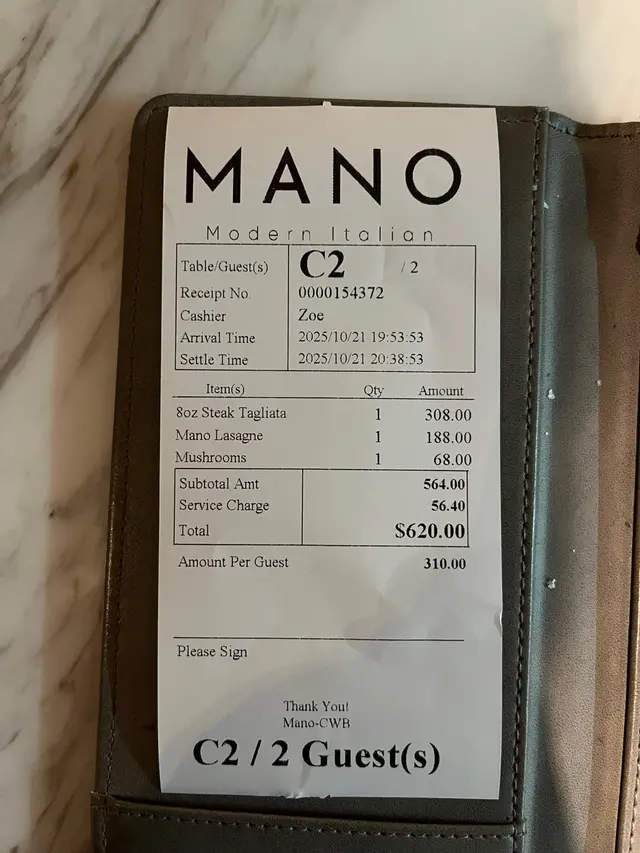 MANO
Modern Italian
Table/Guest(s) C2 / 2
Receipt No. 0000154372
Cashier Zoe
Arrival Time 2025/10/21 19:53:53
Settle Time 2025/10/21 20:38:53
Item(s) Qty Amount
8oz Steak Tagliata 1 308.00
Mano Lasagne 1 188.00
Mushrooms 1 68.00
Subtotal Amt 564.00
Service Charge 56.40
Total $620.00
Amount Per Guest 310.00
Please Sign
Thank You!
Mano-CWB
C2 / 2 Guest(s)